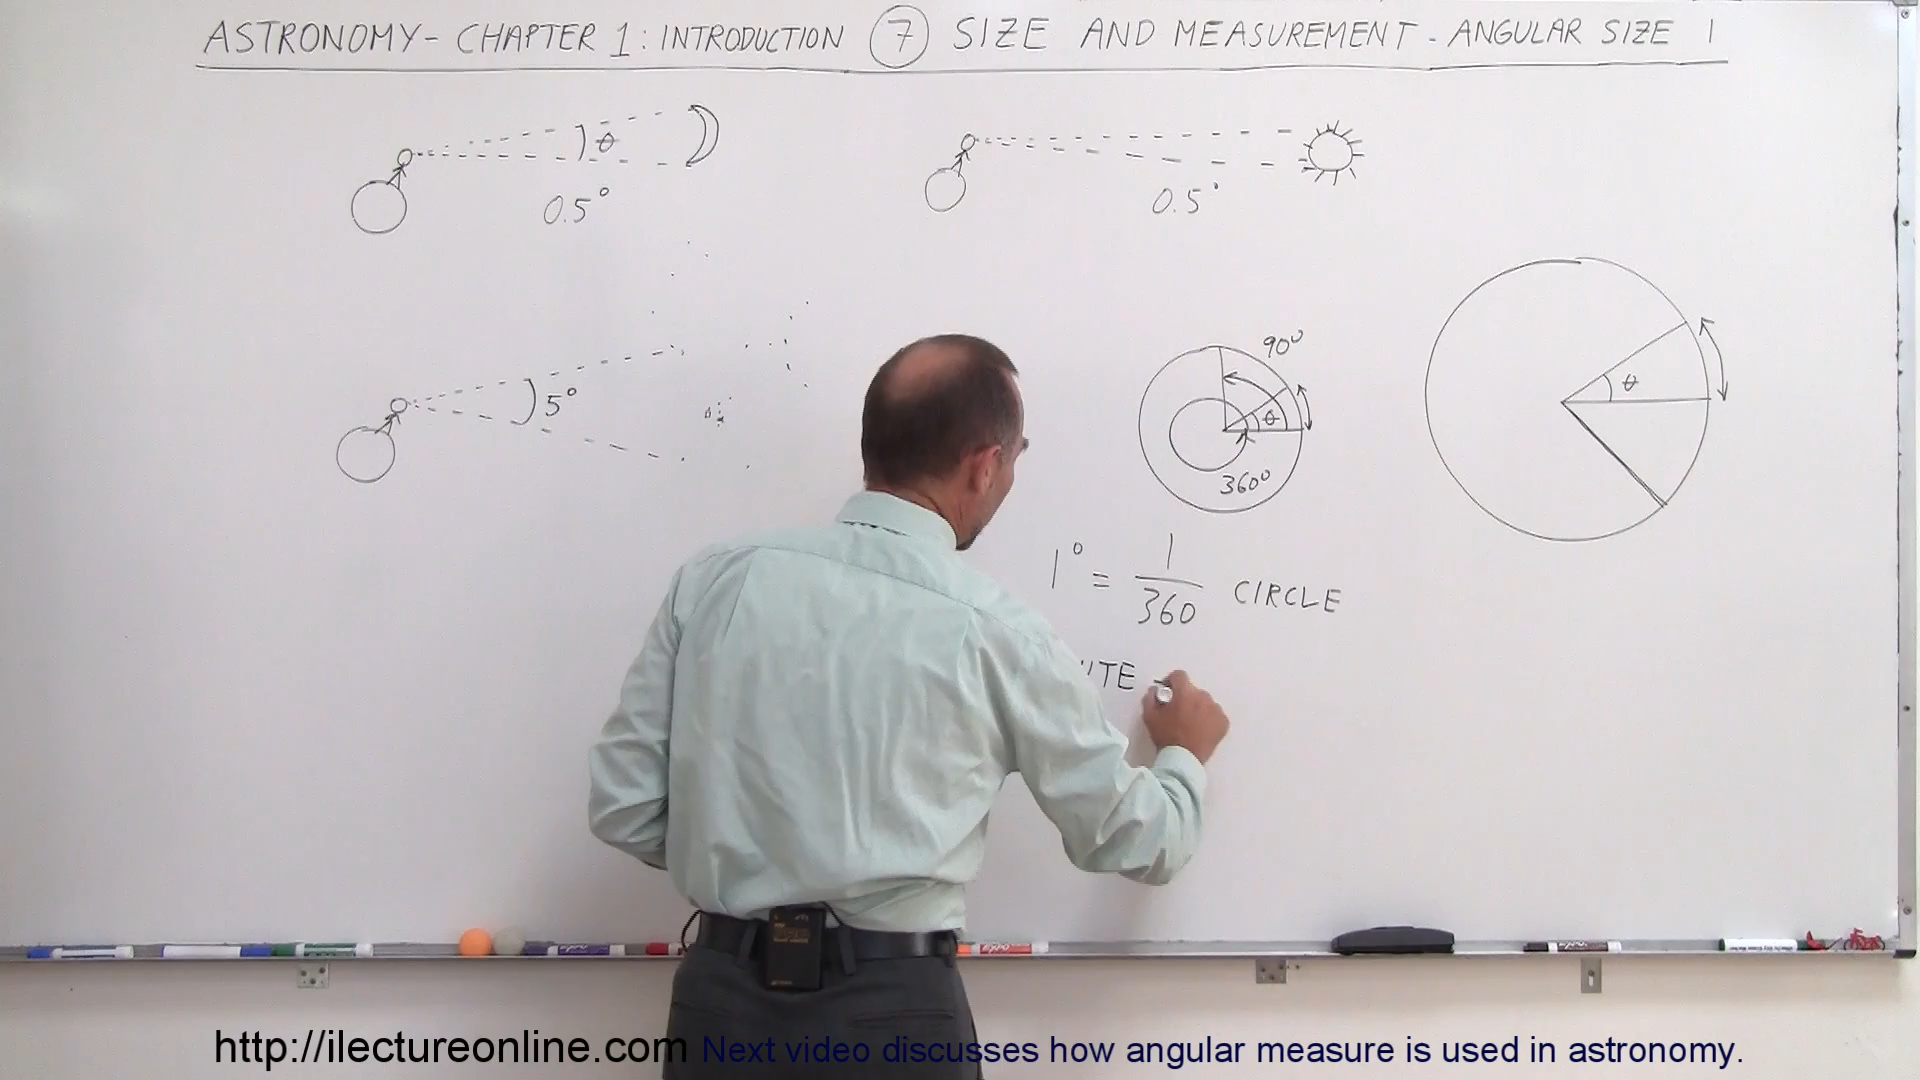 ASTRONOMY - CHAPTER 1: INTRODUCTION 7 SIZE AND MEASUREMENT - ANGULAR SIZE 1
θ
0.5°
0.5°
5°
90°
θ
360°
θ
1° = 1/360 CIRCLE
http://ilectureonline.com Next video discusses how angular measure is used in astronomy.